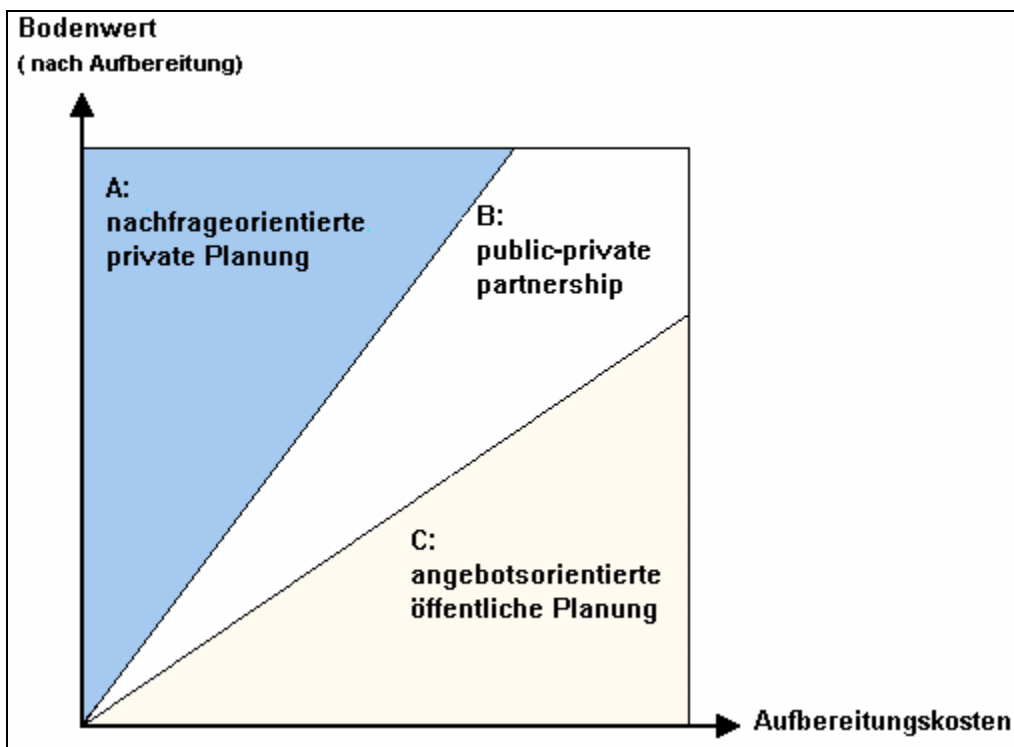 Bodenwert
( nach Aufbereitung)
A:
nachfrageorientierte
private Planung
B:
public-private
partnership
C:
angebotsorientierte
öffentliche Planung
Aufbereitungskosten